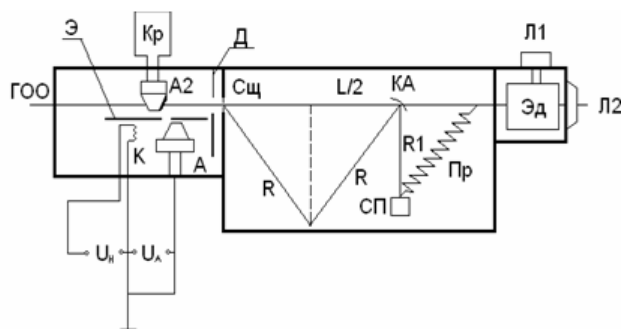 Э
Кр
Д
Л1
ГОО
А2
Сщ
L/2
КА
Эд
Л2
К
А
R
R
R1
Пр
СП
Uн
UА